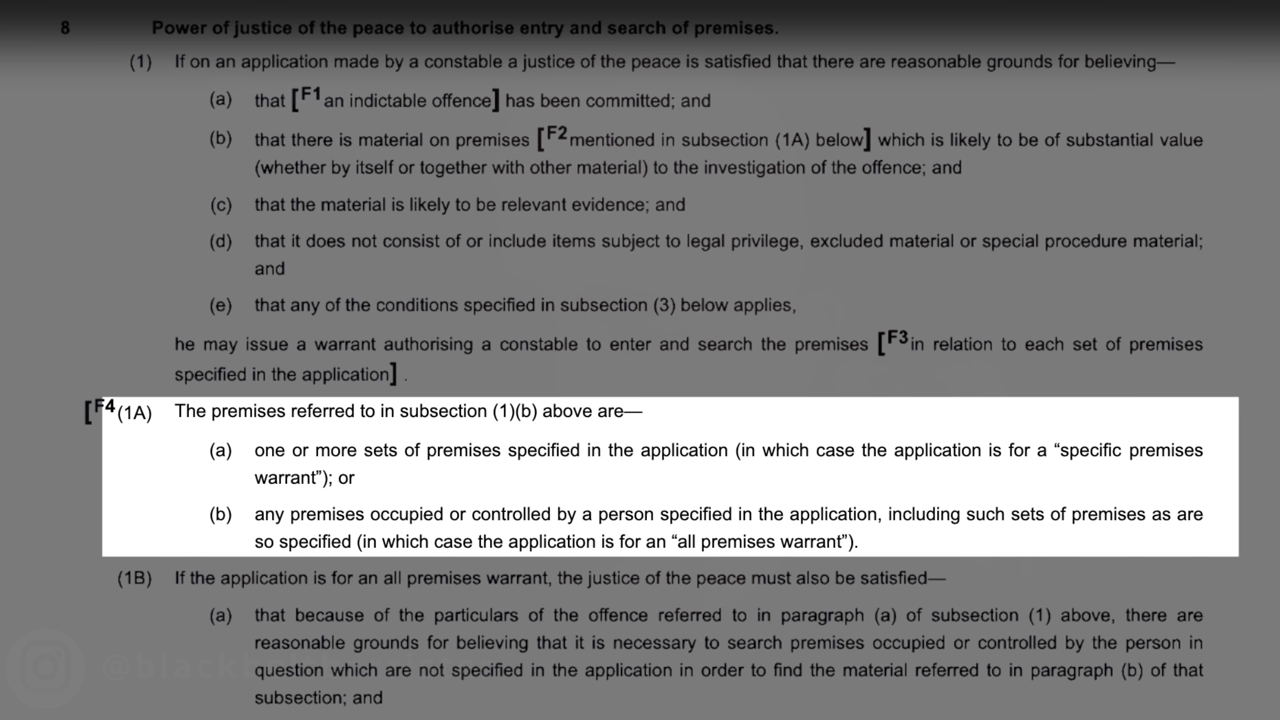 8 Power of justice of the peace to authorise entry and search of premises.
(1) If on an application made by a constable a justice of the peace is satisfied that there are reasonable grounds for believing—
(a) that [F1 an indictable offence] has been committed; and
(b) that there is material on premises [F2 mentioned in subsection (1A) below] which is likely to be of substantial value
(whether by itself or together with other material) to the investigation of the offence; and
(c) that the material is likely to be relevant evidence; and
(d) that it does not consist of or include items subject to legal privilege, excluded material or special procedure material;
and
(e) that any of the conditions specified in subsection (3) below applies,
he may issue a warrant authorising a constable to enter and search the premises [F3 in relation to each set of premises
specified in the application] .
[F4 (1A) The premises referred to in subsection (1)(b) above are—
(a) one or more sets of premises specified in the application (in which case the application is for a “specific premises
warrant”); or
(b) any premises occupied or controlled by a person specified in the application, including such sets of premises as are
so specified (in which case the application is for an “all premises warrant”).
(1B) If the application is for an all premises warrant, the justice of the peace must also be satisfied—
(a) that because of the particulars of the offence referred to in paragraph (a) of subsection (1) above, there are
reasonable grounds for believing that it is necessary to search premises occupied or controlled by the person in
question which are not specified in the application in order to find the material referred to in paragraph (b) of that
subsection; and